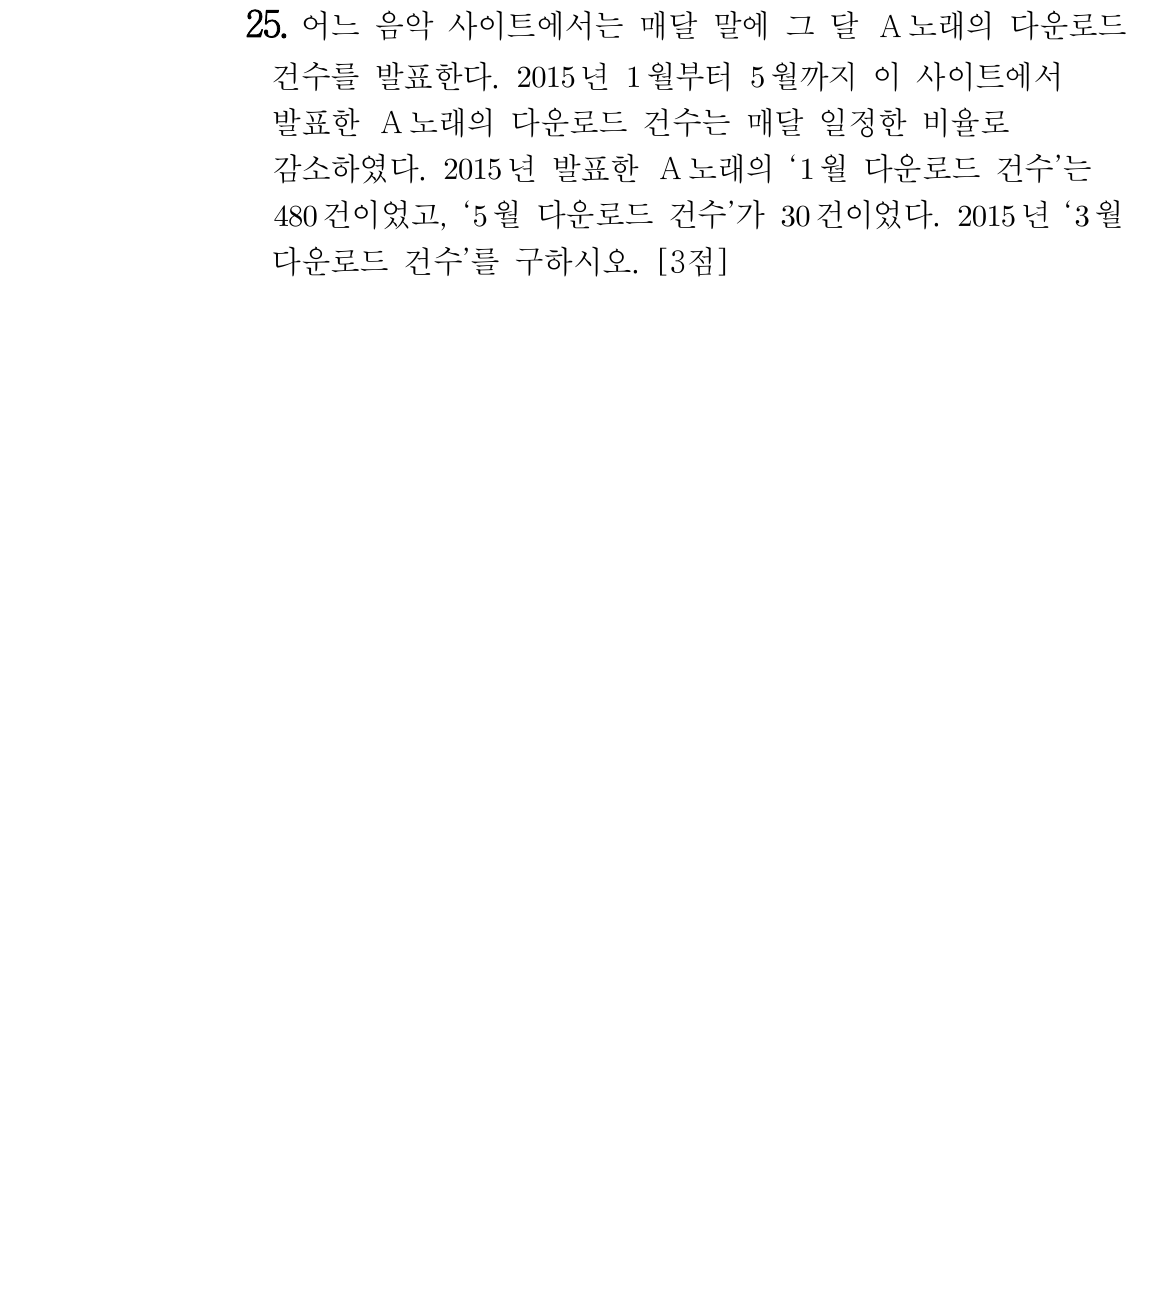 25. 어느 음악 사이트에서는 매달 말에 그 달 A노래의 다운로드
건수를 발표한다. 2015년 1월부터 5월까지 이 사이트에서
발표한 A노래의 다운로드 건수는 매달 일정한 비율로
감소하였다. 2015년 발표한 A노래의 ‘1월 다운로드 건수’는
480건이었고, ‘5월 다운로드 건수’가 30건이었다. 2015년 ‘3월
다운로드 건수’를 구하시오. [3점]